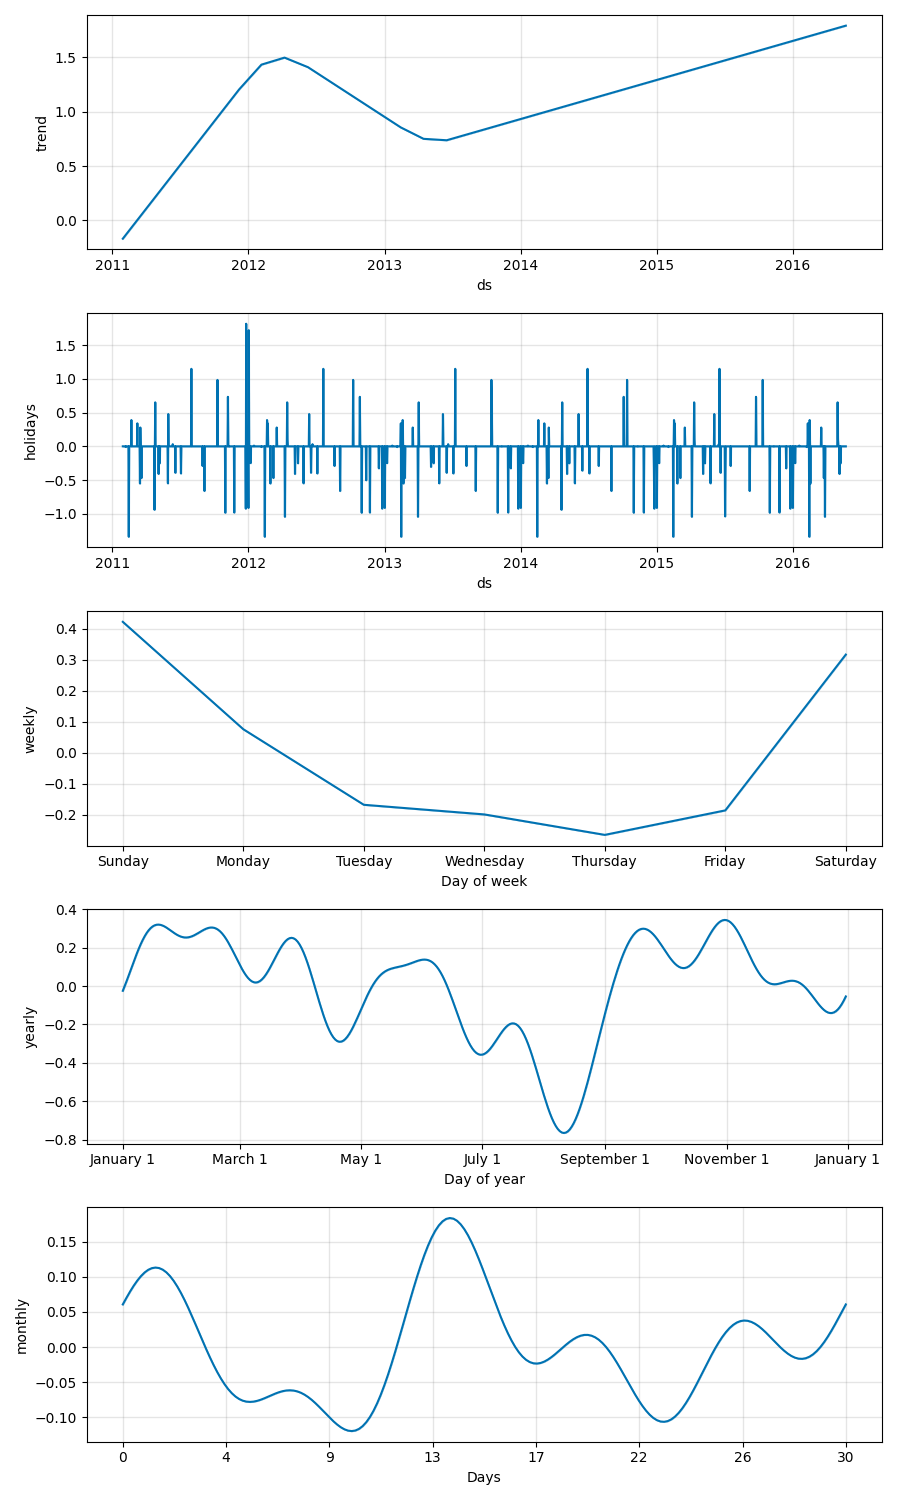 trend
1.5
1.0
0.5
0.0
2011 2012 2013 2014 2015 2016
ds
holidays
1.5
1.0
0.5
0.0
−0.5
−1.0
2011 2012 2013 2014 2015 2016
ds
weekly
0.4
0.3
0.2
0.1
0.0
−0.1
−0.2
Sunday Monday Tuesday Wednesday Thursday Friday Saturday
Day of week
yearly
0.4
0.2
0.0
−0.2
−0.4
−0.6
−0.8
January 1 March 1 May 1 July 1 September 1 November 1 January 1
Day of year
monthly
0.15
0.10
0.05
0.00
−0.05
−0.10
0 4 9 13 17 22 26 30
Days